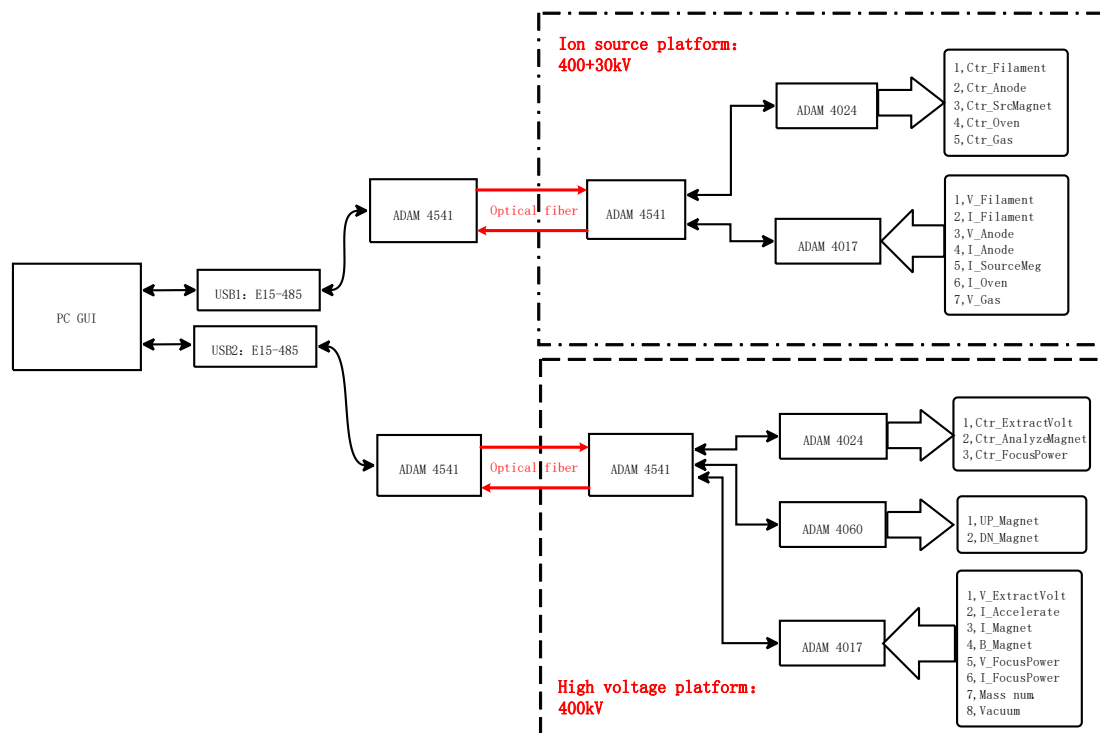 Ion source platform:
400+30kV
ADAM 4024
1,Ctr_Filament
2,Ctr_Anode
3,Ctr_SrcMagnet
4,Ctr_Oven
5,Ctr_Gas
ADAM 4541
Optical fiber
ADAM 4541
ADAM 4017
1,V_Filament
2,I_Filament
3,V_Anode
4,I_Anode
5,I_SourceMeg
6,I_Oven
7,V_Gas
PC GUI
USB1: E15-485
USB2: E15-485
ADAM 4541
Optical fiber
ADAM 4541
ADAM 4024
1,Ctr_ExtractVolt
2,Ctr_AnalyzeMagnet
3,Ctr_FocusPower
ADAM 4060
1,UP_Magnet
2,DN_Magnet
ADAM 4017
1,V_ExtractVolt
2,I_Accelerate
3,I_Magnet
4,B_Magnet
5,V_FocusPower
6,I_FocusPower
7,Mass num.
8,Vacuum
High voltage platform:
400kV